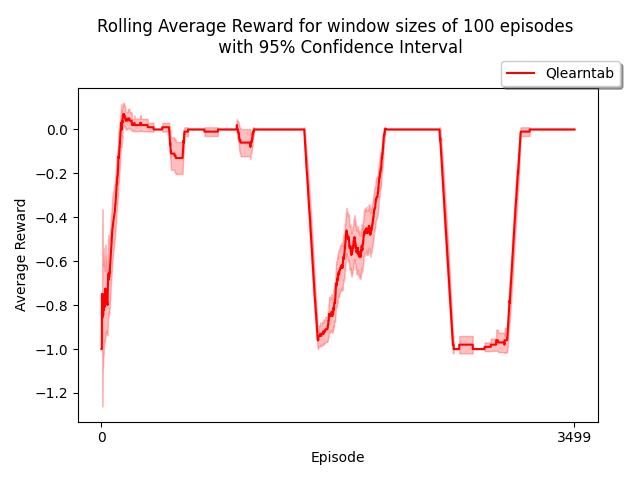 Rolling Average Reward for window sizes of 100 episodes
with 95% Confidence Interval
Qlearntab
0.0
−0.2
−0.4
−0.6
−0.8
−1.0
−1.2
Average Reward
0
3499
Episode